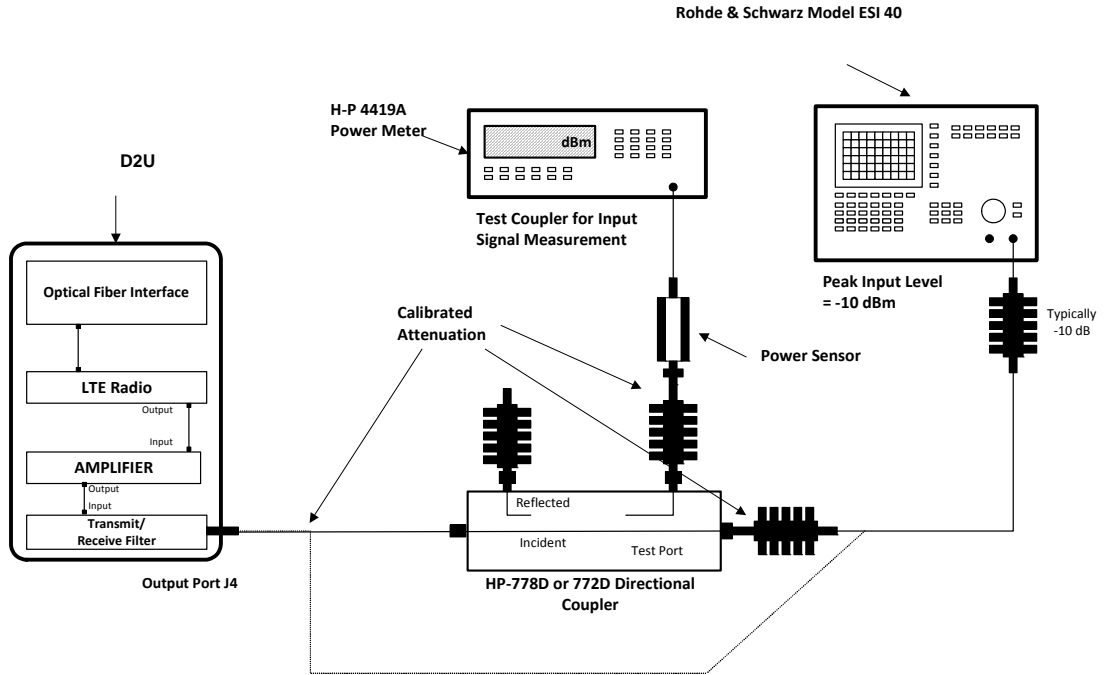 Rohde & Schwarz Model ESI 40
H-P 4419A
Power Meter
dBm
D2U
Test Coupler for Input
Signal Measurement
Optical Fiber Interface
Peak Input Level
= -10 dBm
Typically
-10 dB
Calibrated
Attenuation
Power Sensor
LTE Radio
Output
Input
AMPLIFIER
Output
Input
Transmit/
Receive Filter
Reflected
Incident
Test Port
Output Port J4
HP-778D or 772D Directional
Coupler